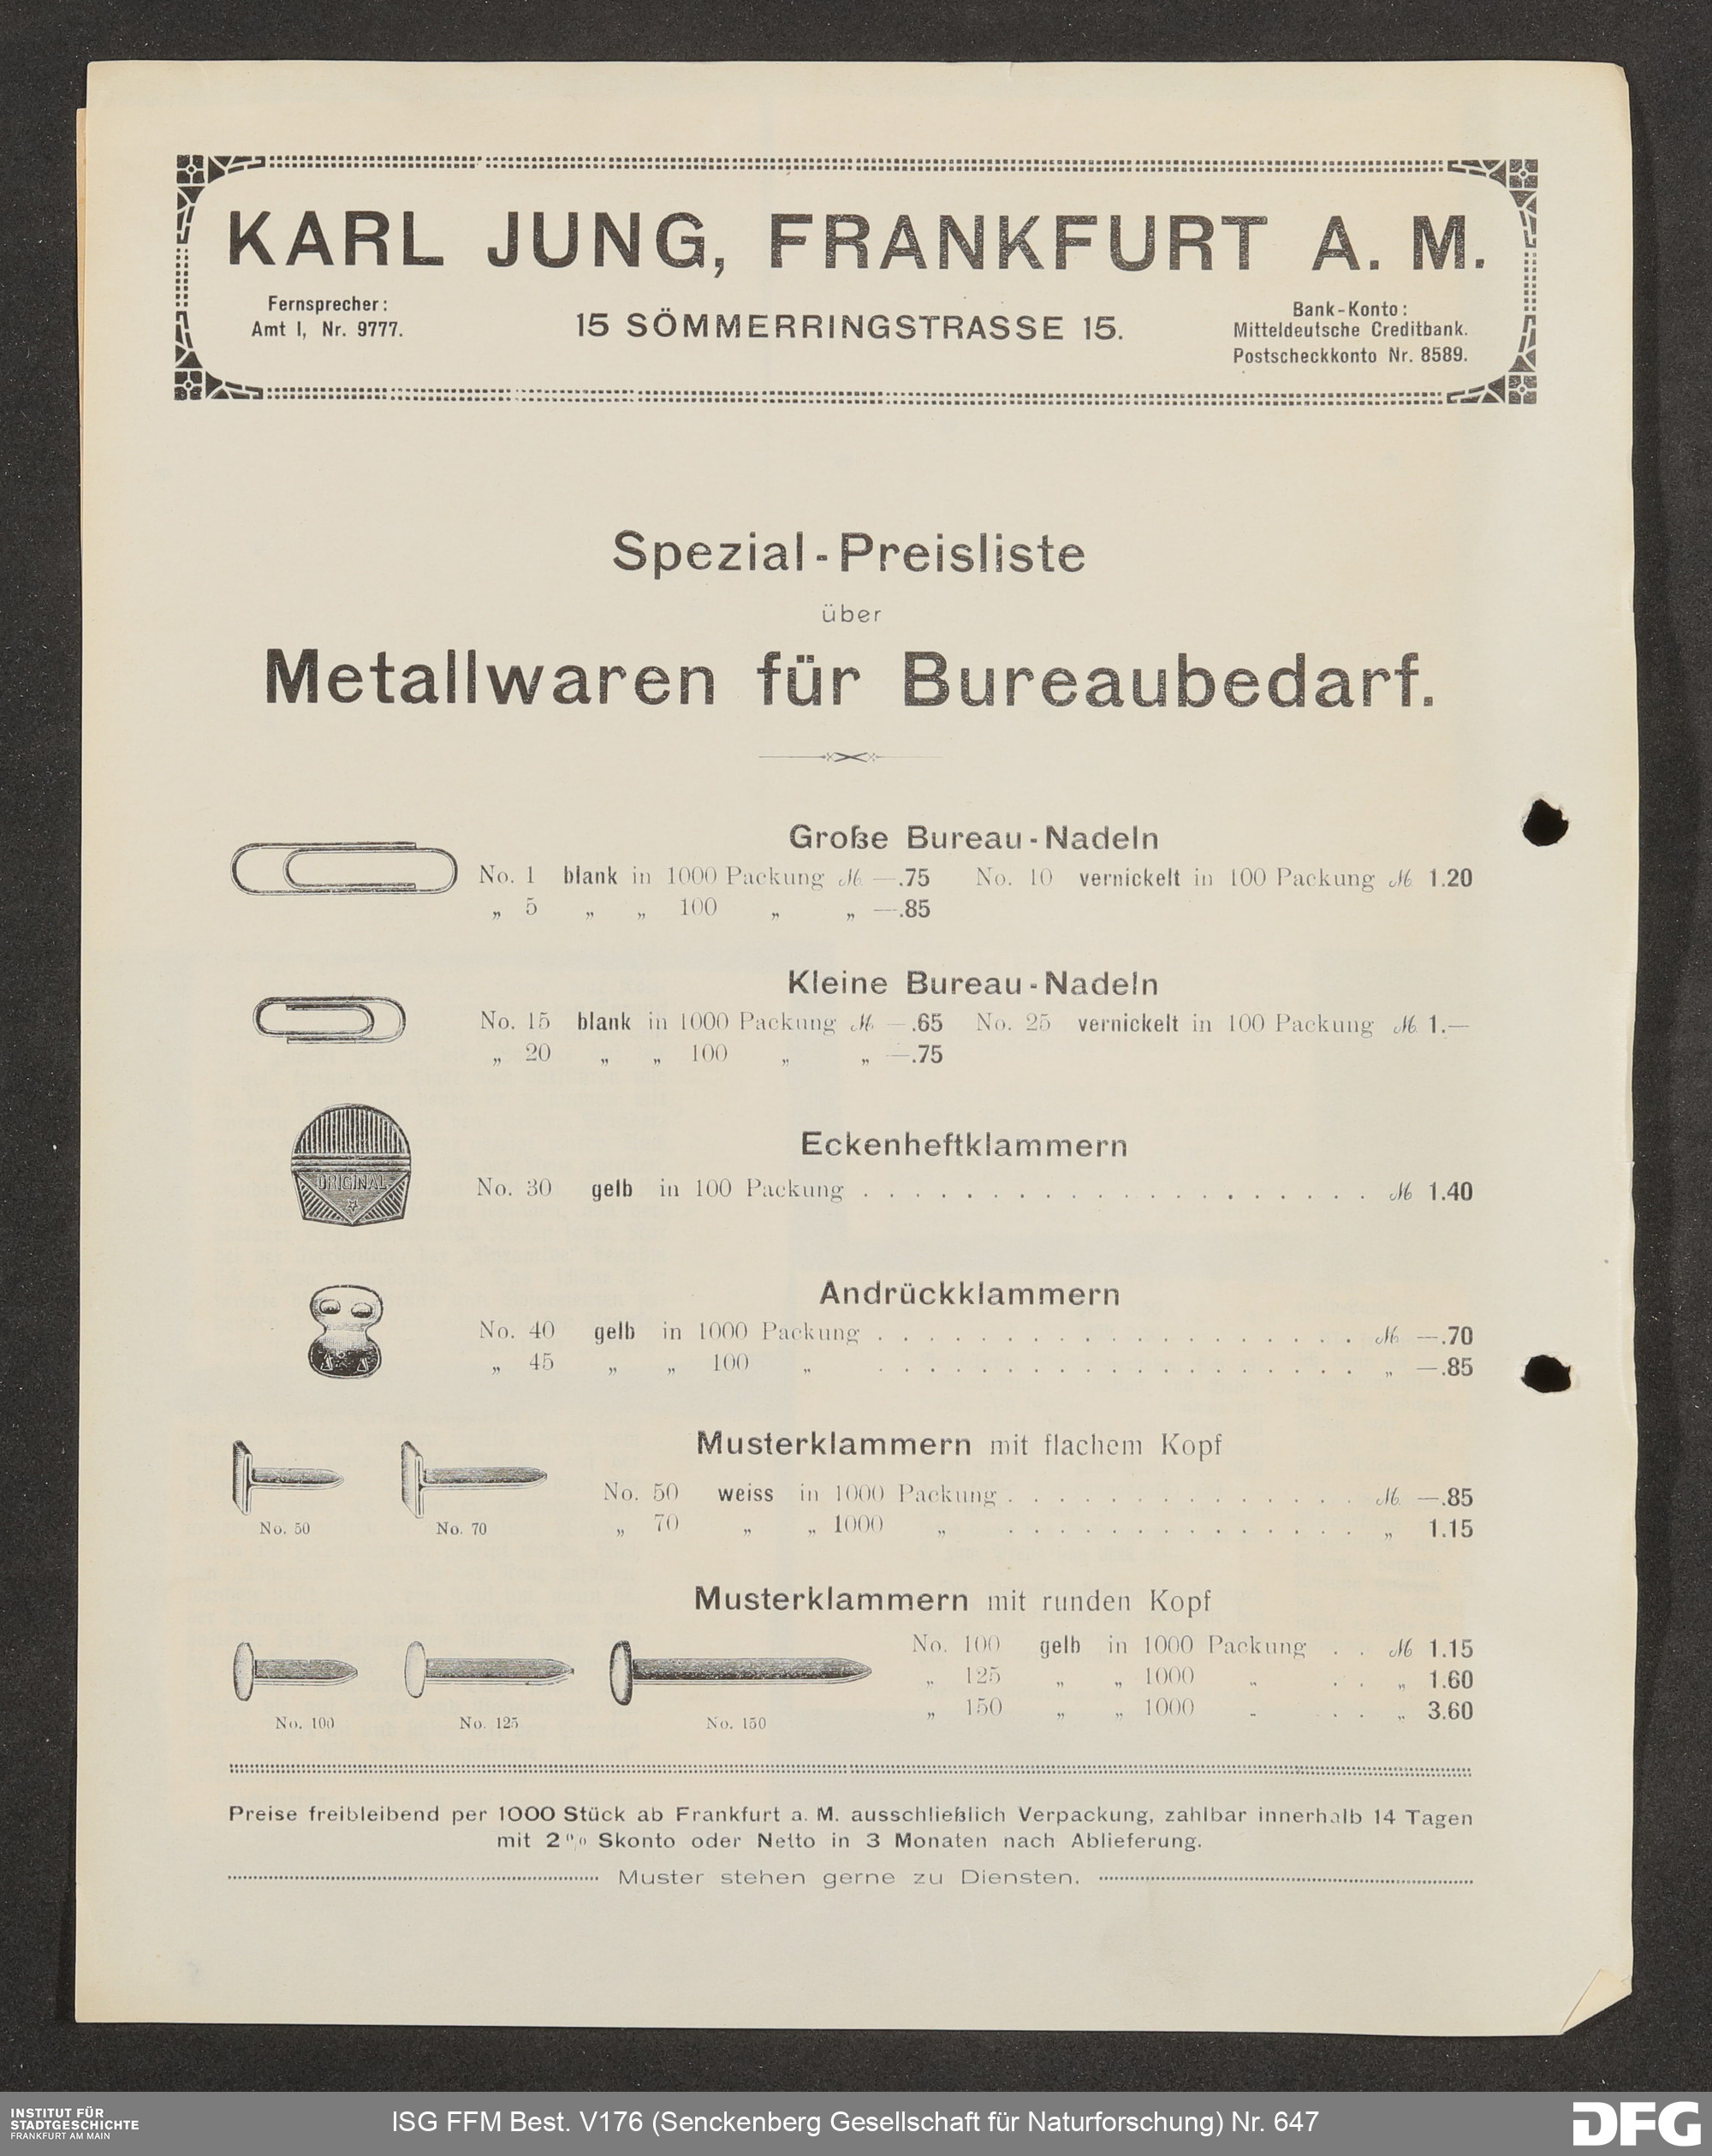 KARL JUNG, FRANKFURT A. M.
Fernsprecher:
Amt I, Nr. 9777.
15 SÖMMERRINGSTRASSE 15.
Bank-Konto:
Mitteldeutsche Creditbank.
Postscheckkonto Nr. 8589.
Spezial-Preisliste
über
Metallwaren für Bureaubedarf.
Große Bureau-Nadeln
No. 1 blank in 1000 Packung ℳ —.75 No. 10 vernickelt in 100 Packung ℳ 1.20
„ 5 „ „ 100 „ „ —.85
Kleine Bureau-Nadeln
No. 15 blank in 1000 Packung ℳ —.65 No. 25 vernickelt in 100 Packung ℳ 1.—
„ 20 „ „ 100 „ „ —.75
ORIGINAL
Eckenheftklammern
No. 30 gelb in 100 Packung . . . . . . . . . . . . . . . . . . . . ℳ 1.40
Andrückklammern
No. 40 gelb in 1000 Packung . . . . . . . . . . . . . . . . . . . ℳ —.70
„ 45 „ „ 100 „ . . . . . . . . . . . . . . . . . . . „ —.85
Musterklammern mit flachem Kopf
No. 50 weiss in 1000 Packung . . . . . . . . . . . . . . ℳ —.85
„ 70 „ „ 1000 „ . . . . . . . . . . . . . . „ 1.15
No. 50
No. 70
Musterklammern mit runden Kopf
No. 100 gelb in 1000 Packung . . ℳ 1.15
„ 125 „ „ 1000 „ . . „ 1.60
„ 150 „ „ 1000 „ . . . „ 3.60
No. 100
No. 125
No. 150
Preise freibleibend per 1000 Stück ab Frankfurt a. M. ausschließlich Verpackung, zahlbar innerhalb 14 Tagen
mit 2% Skonto oder Netto in 3 Monaten nach Ablieferung.
Muster stehen gerne zu Diensten.
INSTITUT FÜR
STADTGESCHICHTE
FRANKFURT AM MAIN
ISG FFM Best. V176 (Senckenberg Gesellschaft für Naturforschung) Nr. 647
DFG